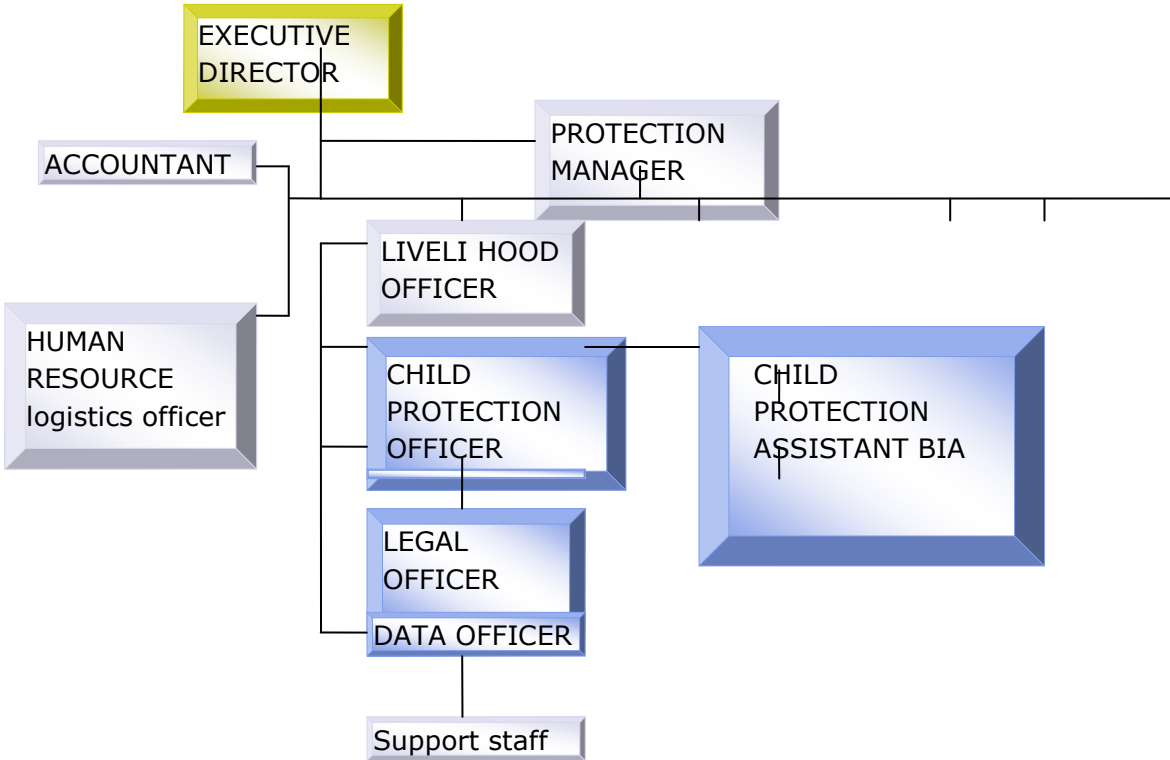 EXECUTIVE
DIRECTOR
PROTECTION
MANAGER
ACCOUNTANT
LIVELI HOOD
OFFICER
HUMAN
RESOURCE
logistics officer
CHILD
PROTECTION
OFFICER
CHILD
PROTECTION
ASSISTANT BIA
LEGAL
OFFICER
DATA OFFICER
Support staff